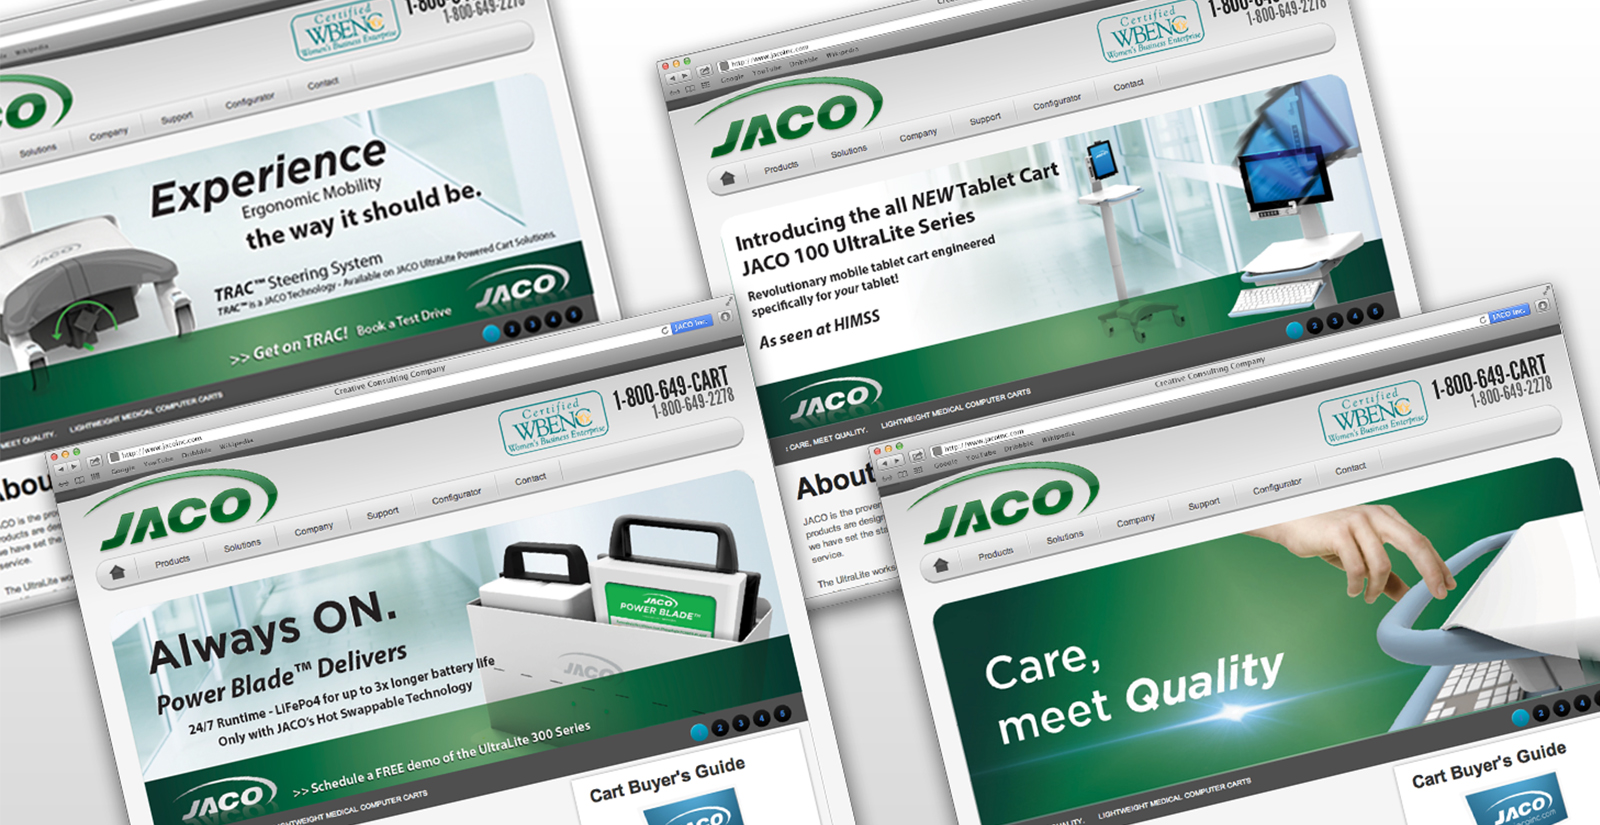 Certified
WBENC
Women's Business Enterprise
1-800-649-2278
Wikipedia
Solutions
Company
Support
Configurator
Contact
Experience
Ergonomic Mobility
the way it should be.
TRAC™ Steering System
TRAC™ is a JACO Technology - Available on JACO UltraLite Powered Cart Solutions.
JACO
JACO
>> Get on TRAC! Book a Test Drive
2 3 4 5
MEET QUALITY. LIGHTWEIGHT MEDICAL COMPUTER CARTS
Certified
WBENC
Women's Business Enterprise
1-800-649-2278
http://www.jacoinc.com
Google YouTube Dribbble Wikipedia
JACO
Products
Solutions
Company
Support
Configurator
Contact
Introducing the all NEW Tablet Cart
JACO 100 UltraLite Series
Revolutionary mobile tablet cart engineered
specifically for your tablet!
As seen at HIMSS
JACO
2 3 4 5
: CARE, MEET QUALITY. LIGHTWEIGHT MEDICAL COMPUTER CARTS
About
JACO is the prove
products are desig
we have set the sta
service.
The UltraLite works
JACO Inc.
Creative Consulting Company
http://www.jacoinc.com
Google YouTube Dribbble Wikipedia
Certified
WBENC
Women's Business Enterprise
1-800-649-CART
1-800-649-2278
JACO
Products
Solutions
Company
Support
Configurator
Contact
Always ON.
Power Blade™ Delivers
24/7 Runtime - LiFePo4 for up to 3x longer battery life
Only with JACO's Hot Swappable Technology
JACO
POWER BLADE™
JACO
JACO
>> Schedule a FREE demo of the UltraLite 300 Series
2 3 4 5
LIGHTWEIGHT MEDICAL COMPUTER CARTS
Cart Buyer's Guide
JACO
JACO Inc.
Creative Consulting Company
http://www.jacoinc.com
Google YouTube Dribbble Wikipedia
Certified
WBENC
Women's Business Enterprise
1-800-649-CART
1-800-649-2278
JACO
Products
Solutions
Company
Support
Configurator
Contact
Care,
meet Quality
2 3 4
QUALITY. LIGHTWEIGHT MEDICAL COMPUTER CARTS
Cart Buyer's Guide
JACO